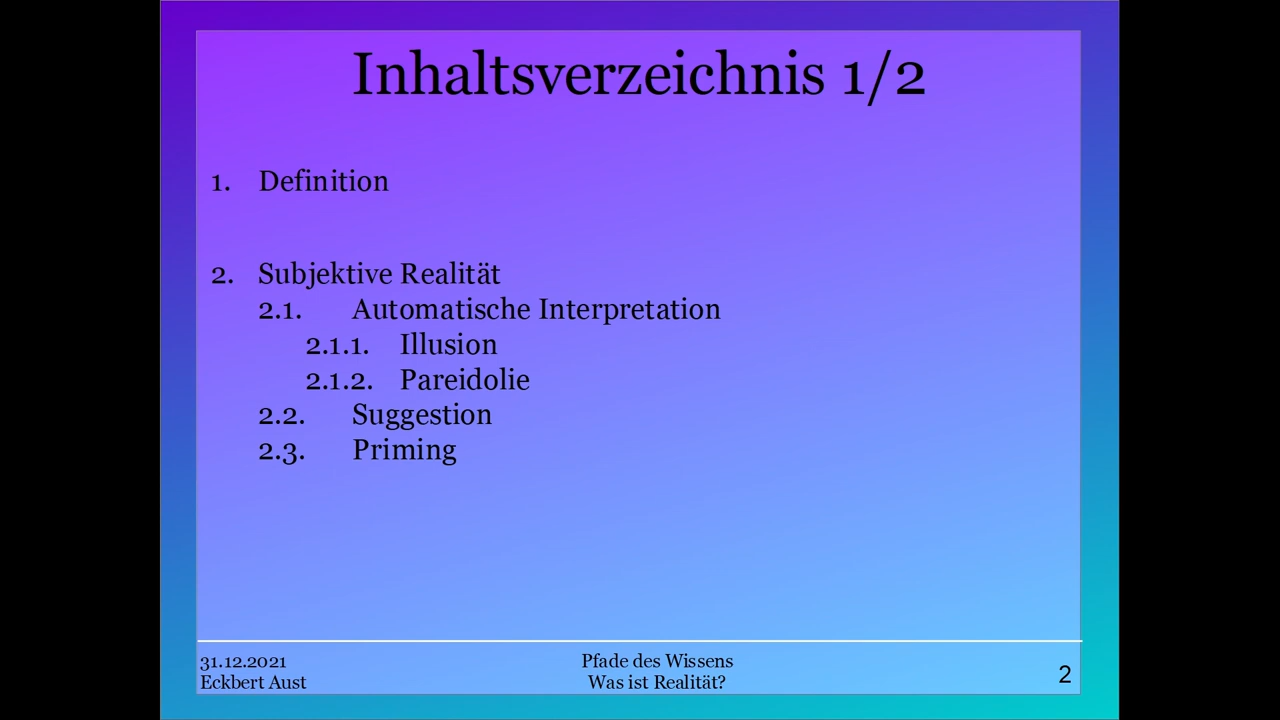 Inhaltsverzeichnis 1/2
1. Definition
2. Subjektive Realität
2.1. Automatische Interpretation
2.1.1. Illusion
2.1.2. Pareidolie
2.2. Suggestion
2.3. Priming
31.12.2021
Eckbert Aust
Pfade des Wissens
Was ist Realität?
2